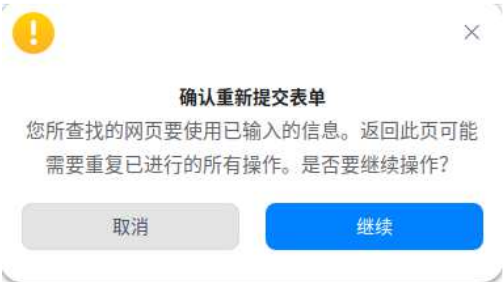 确认重新提交表单
您所查找的网页要使用已输入的信息。返回此页可能
需要重复已进行的所有操作。是否要继续操作?
取消
继续